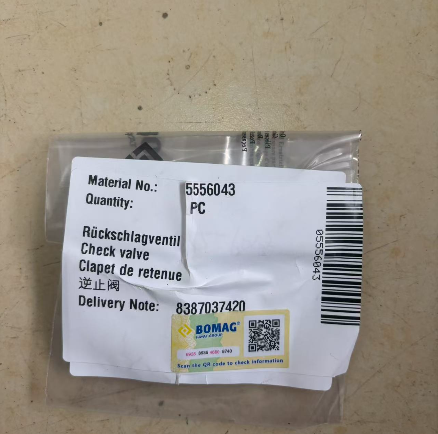 Material No.: 5556043
Quantity: PC
Rückschlagventil
Check valve
Clapet de retenue
逆止阀
Delivery Note: 8387037420
BOMAG
Scan the QR code to check information
05556043